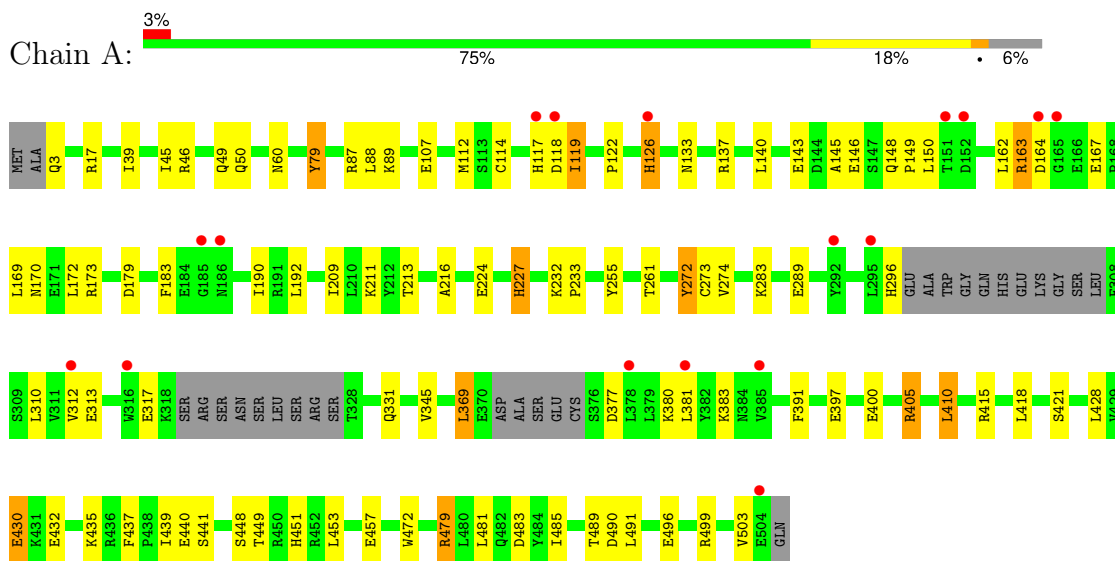 3%
Chain A:
75% 18% • 6%
MET ALA Q3 R17 I39 I45 R46 Q49 Q50 N60 Y79 R87 L88 K89 E107 M112 S113 C114 H117 D118 I119 P122 H126 N133 R137 L140 E143 D144 A145 E146 S147 Q148 P149 L150 T151 D152 L162 R163 D164 G165 E166 E167
L169 N170 E171 L172 R173 D179 F183 E184 G185 N186 I190 R191 L192 I209 L210 K211 Y212 T213 A216 E224 H227 K232 P233 Y255 T261 Y272 C273 V274 K283 E289 Y292 L295 H296 GLU ALA TRP GLY GLN HIS GLU LYS GLY SER LEU
S309 L310 V311 V312 E313 W316 E317 K318 SER ARG SER ASN SER LEU SER ARG SER T328 Q331 V345 L369 E370 ASP ALA SER GLU CYS S376 D377 L378 L379 K380 L381 Y382 K383 N384 V385 F391 E397 E400 R405 L410 R415 L418 S421 L428
E430 K431 E432 K435 R436 F437 P438 I439 E440 S441 S448 T449 R450 H451 R452 L453 E457 W472 R479 L480 L481 Q482 D483 Y484 I485 T489 D490 L491 E496 R499 V503 E504 GLN